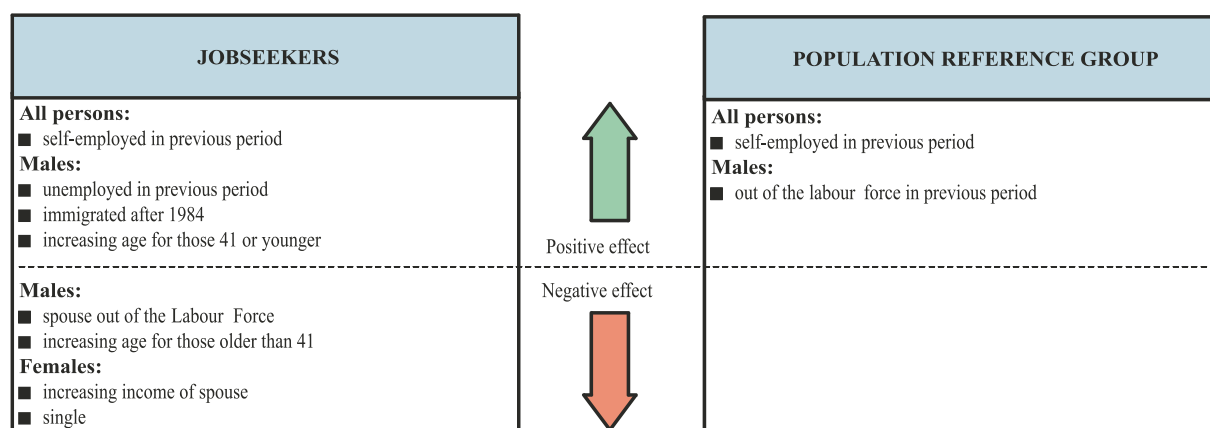 JOBSEEKERS
All persons:
■ self-employed in previous period
Males:
■ unemployed in previous period
■ immigrated after 1984
■ increasing age for those 41 or younger
Males:
■ spouse out of the Labour Force
■ increasing age for those older than 41
Females:
■ increasing income of spouse
■ single
Positive effect
Negative effect
POPULATION REFERENCE GROUP
All persons:
■ self-employed in previous period
Males:
■ out of the labour force in previous period